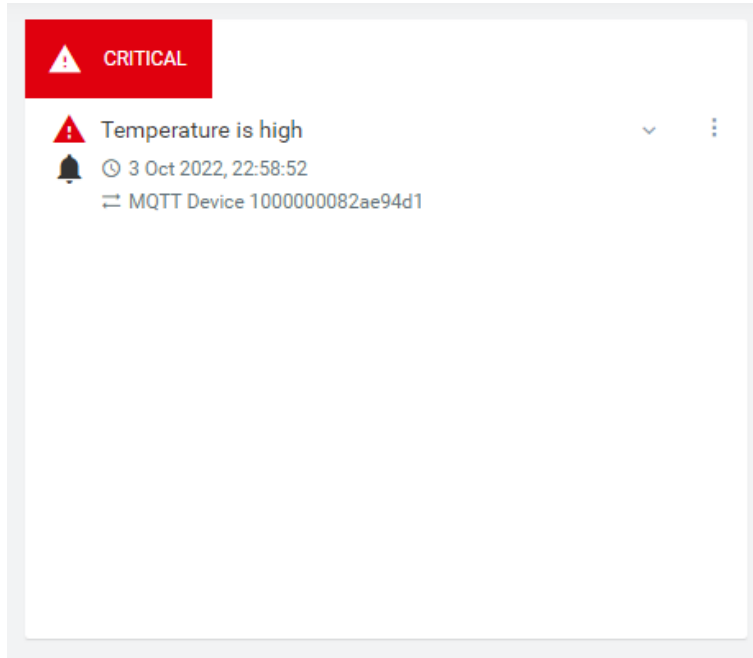 CRITICAL
Temperature is high
3 Oct 2022, 22:58:52
MQTT Device 1000000082ae94d1